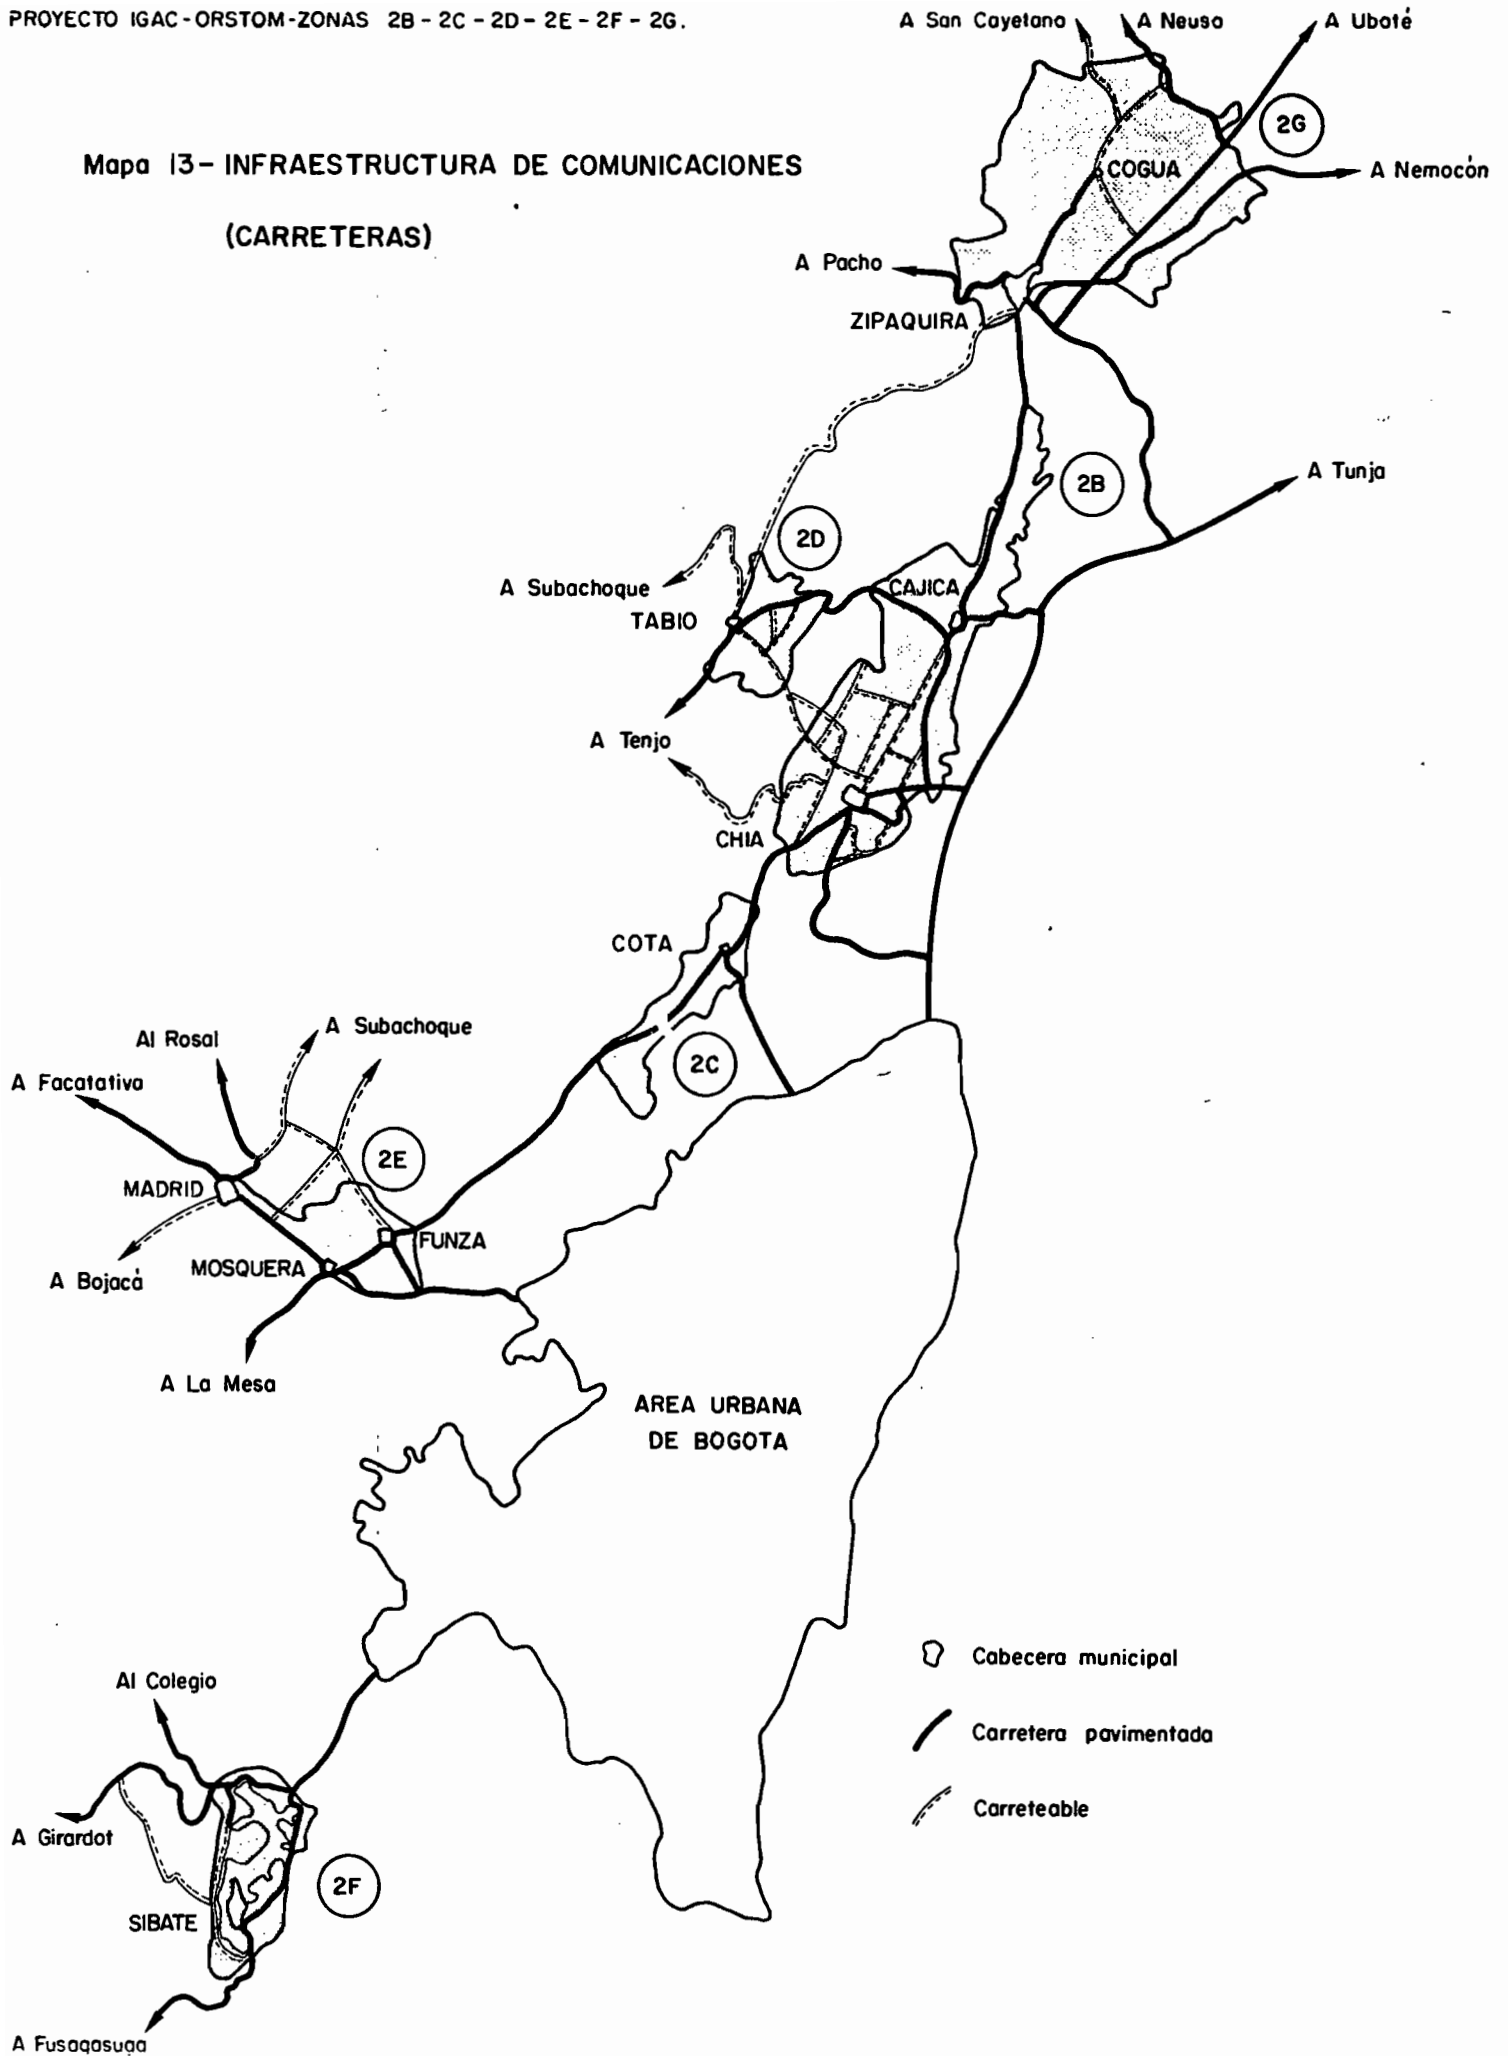 PROYECTO IGAC-ORSTOM-ZONAS 2B-2C-2D-2E-2F-2G.
A San Cayetano
A Neusa
A Ubaté
2G
Mapa 13-INFRAESTRUCTURA DE COMUNICACIONES
(CARRETERAS)
COGUA
A Nemocón
A Pacho
ZIPAQUIRA
A Tunja
2B
2D
A Subachoque
CAJICA
TABIO
A Tenjo
CHIA
COTA
A Subachoque
Al Rosal
2C
A Facatativa
2E
MADRID
FUNZA
MOSQUERA
A Bojacá
A La Mesa
AREA URBANA
DE BOGOTA
Cabecera municipal
Al Colegio
Carretera pavimentada
Carreteable
A Girardot
2F
SIBATE
A Fusagasuga